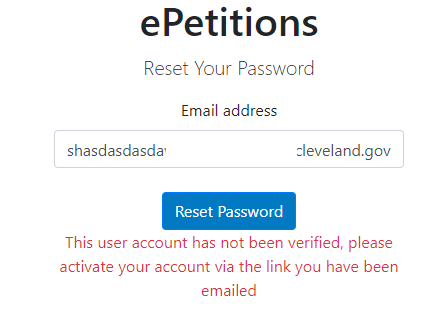 ePetitions
Reset Your Password
Email address
shasdasdasda cleveland.gov
Reset Password
This user account has not been verified, please
activate your account via the link you have been
emailed